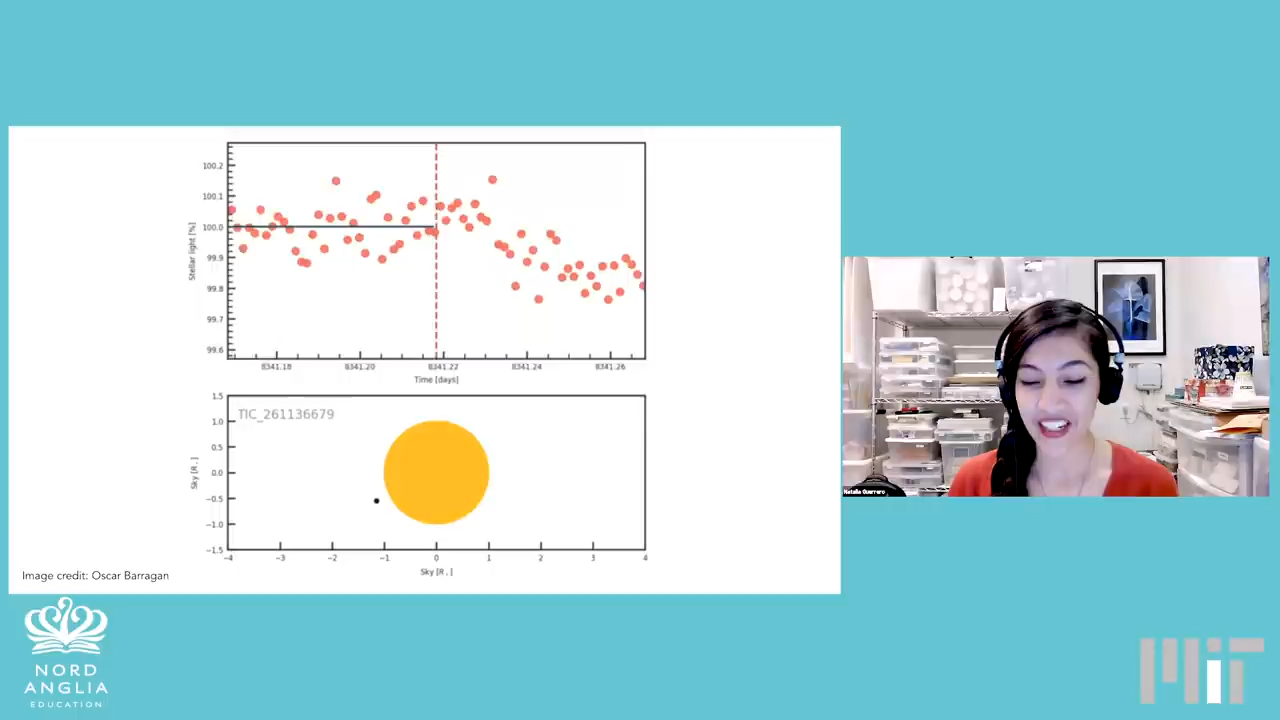 100.2
100.1
100.0
99.9
99.8
99.7
99.6
Stellar light [%]
8341.18 8341.20 8341.22 8341.24 8341.26
Time [days]
TIC_261136679
1.5
1.0
0.5
0.0
−0.5
−1.0
−1.5
−4 −3 −2 −1 0 1 2 3 4
Image credit: Oscar Barragan
Natalia Guerrero
NORD
ANGLIA
EDUCATION
MIT